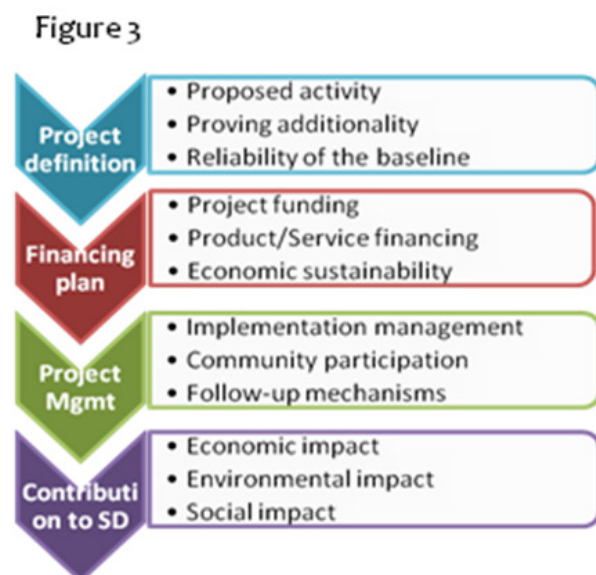 Figure 3
Project
definition
• Proposed activity
• Proving additionality
• Reliability of the baseline
Financing
plan
• Project funding
• Product/Service financing
• Economic sustainability
Project
Mgmt
• Implementation management
• Community participation
• Follow-up mechanisms
Contributi
on to SD
• Economic impact
• Environmental impact
• Social impact